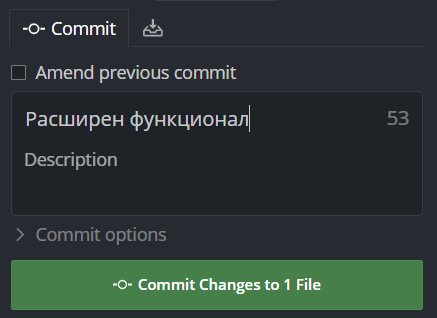 Commit
Amend previous commit
Расширен функционал 53
Description
Commit options
Commit Changes to 1 File